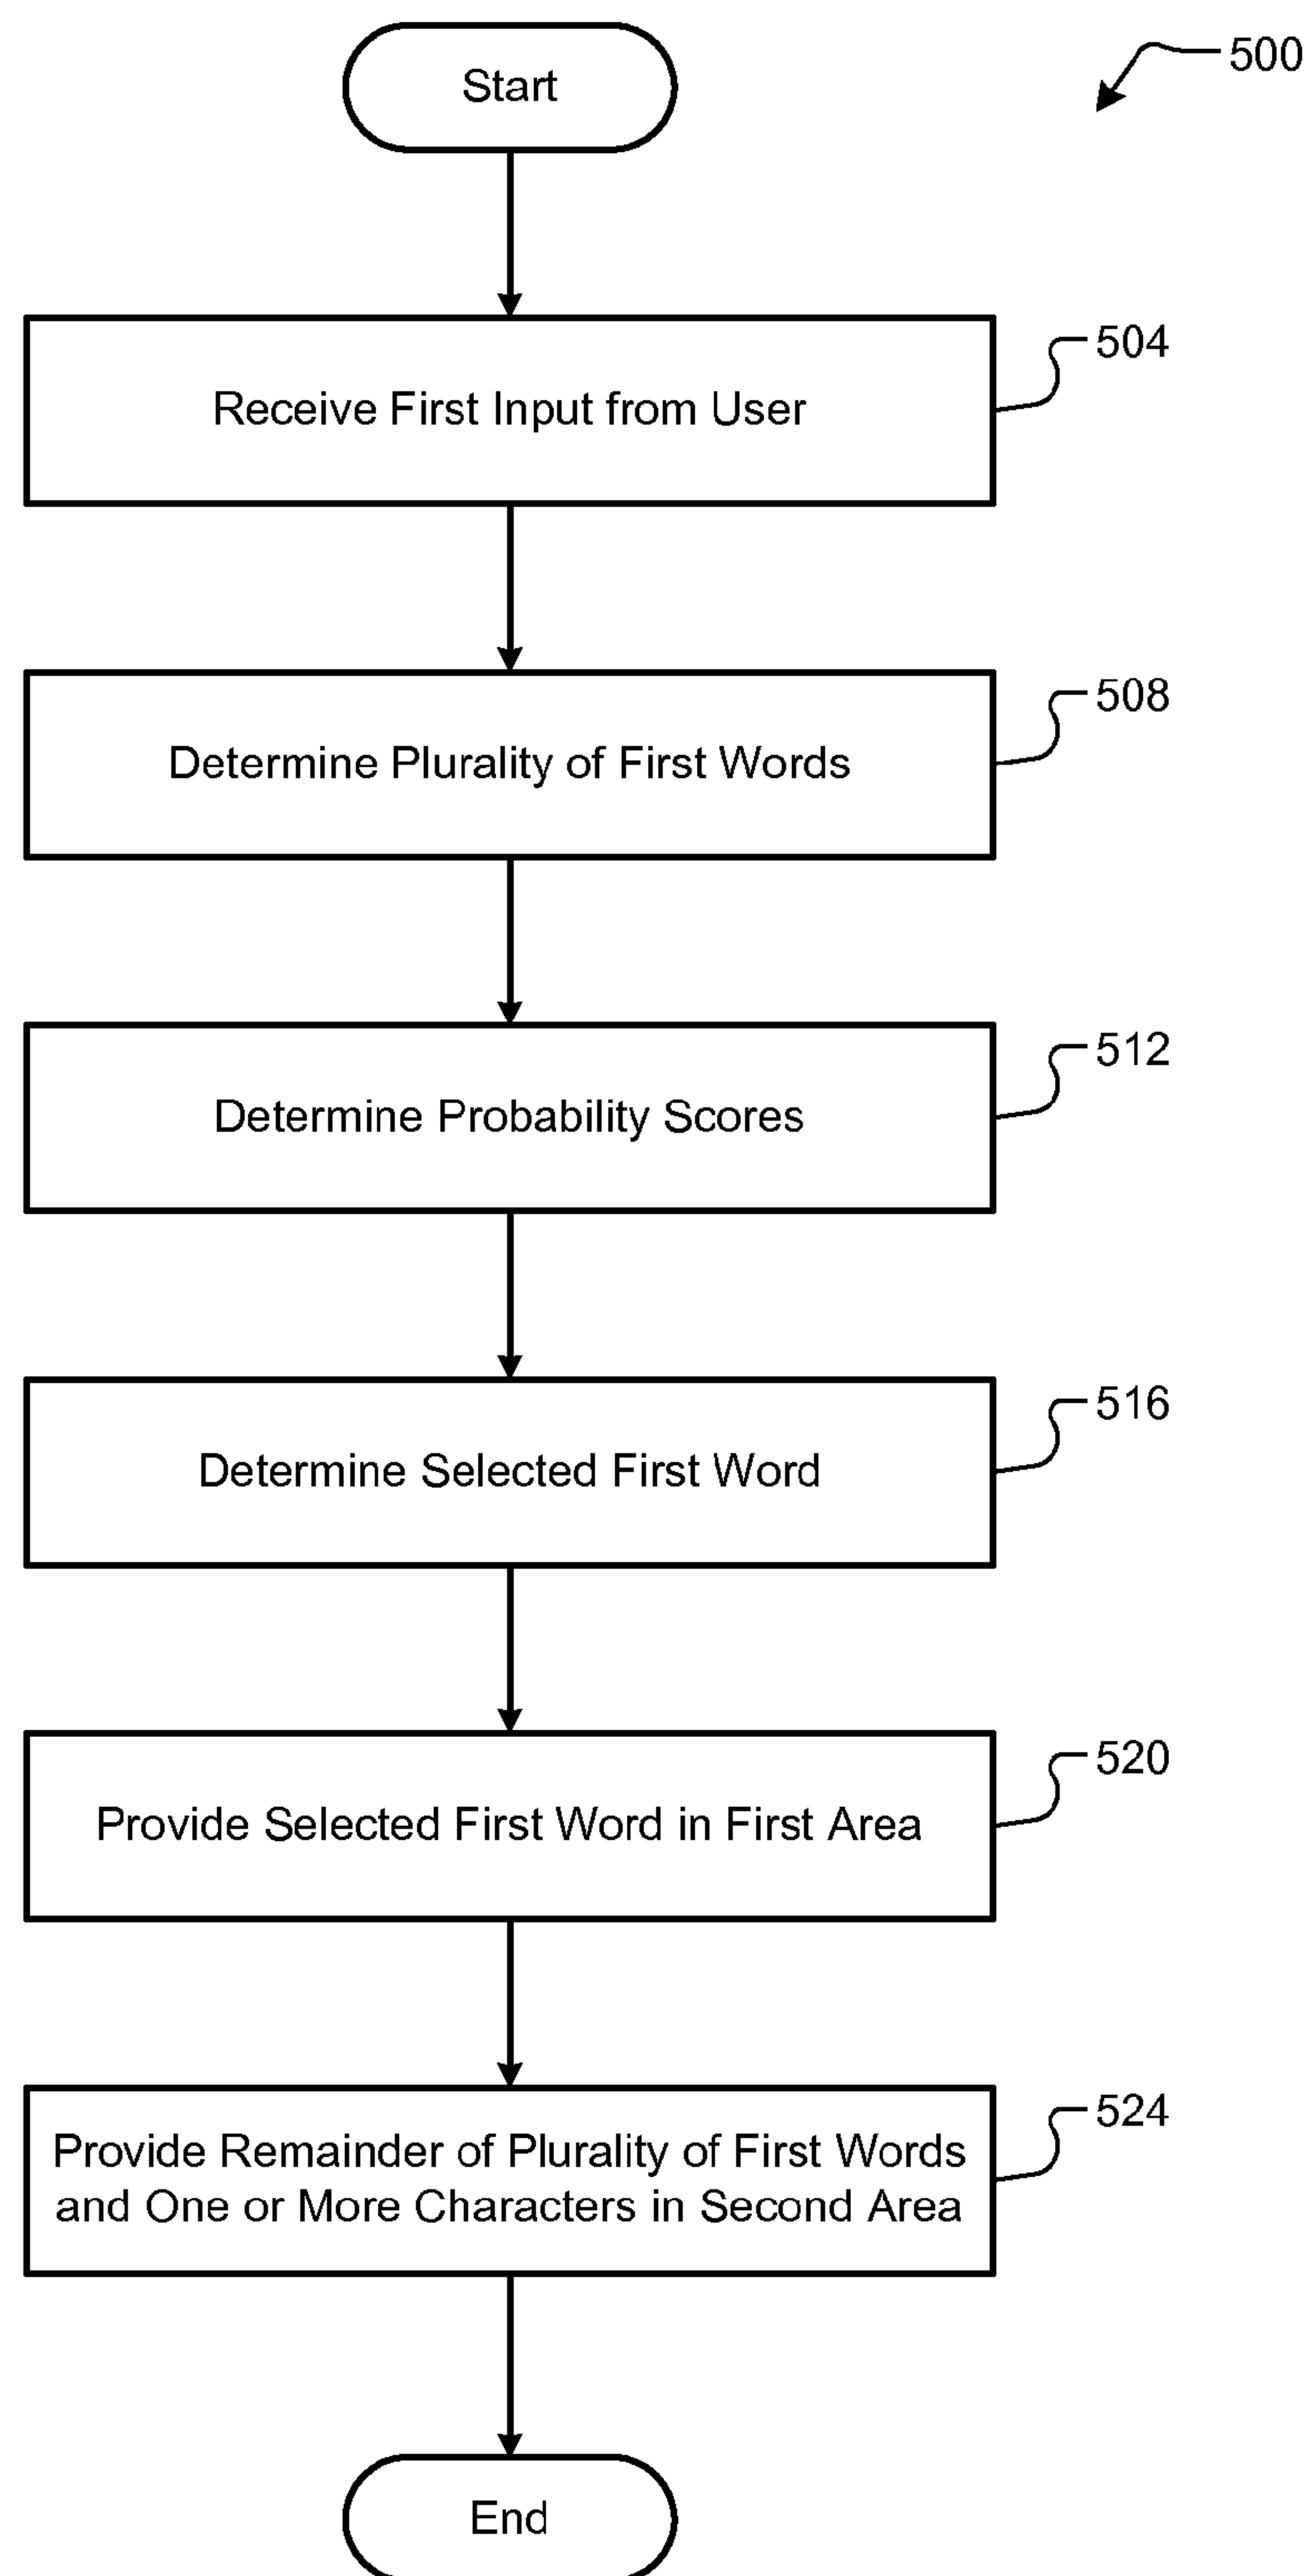 Start
500
504
Receive First Input from User
508
Determine Plurality of First Words
512
Determine Probability Scores
516
Determine Selected First Word
520
Provide Selected First Word in First Area
524
Provide Remainder of Plurality of First Words
and One or More Characters in Second Area
End